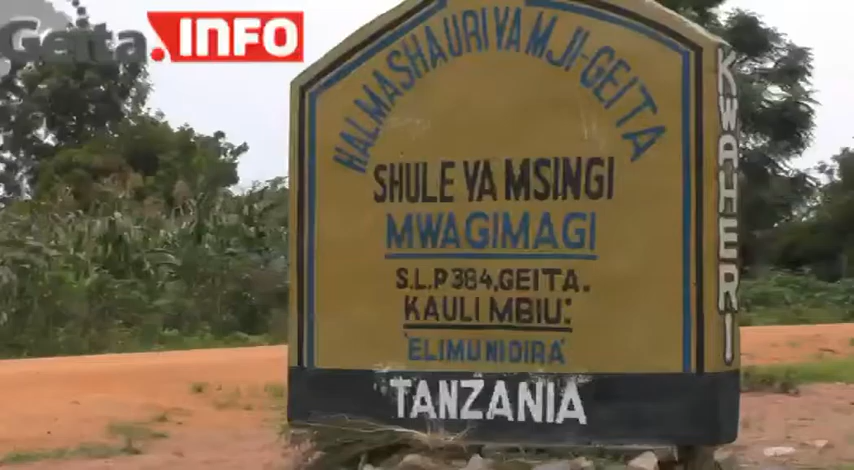 Geita.INFO
HALMASHAURI YA MJI-GEITA
SHULE YA MSINGI
MWAGIMAGI
S.L.P 384, GEITA.
KAULI MBIU:
'ELIMU NI DIRA'
TANZANIA
KWAHERI